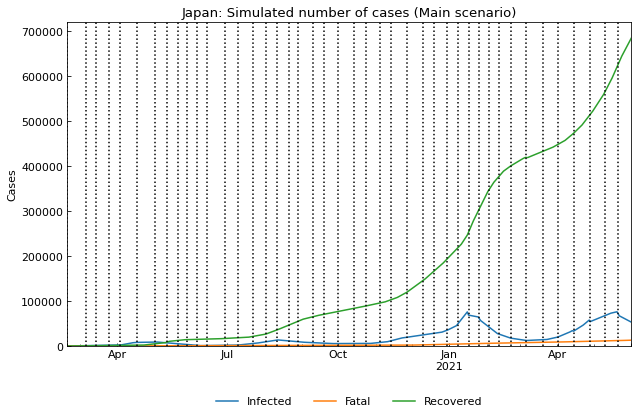 Japan: Simulated number of cases (Main scenario)
700000
600000
500000
400000
300000
200000
100000
0
Cases
Apr Jul Oct Jan Apr
2021
Infected Fatal Recovered